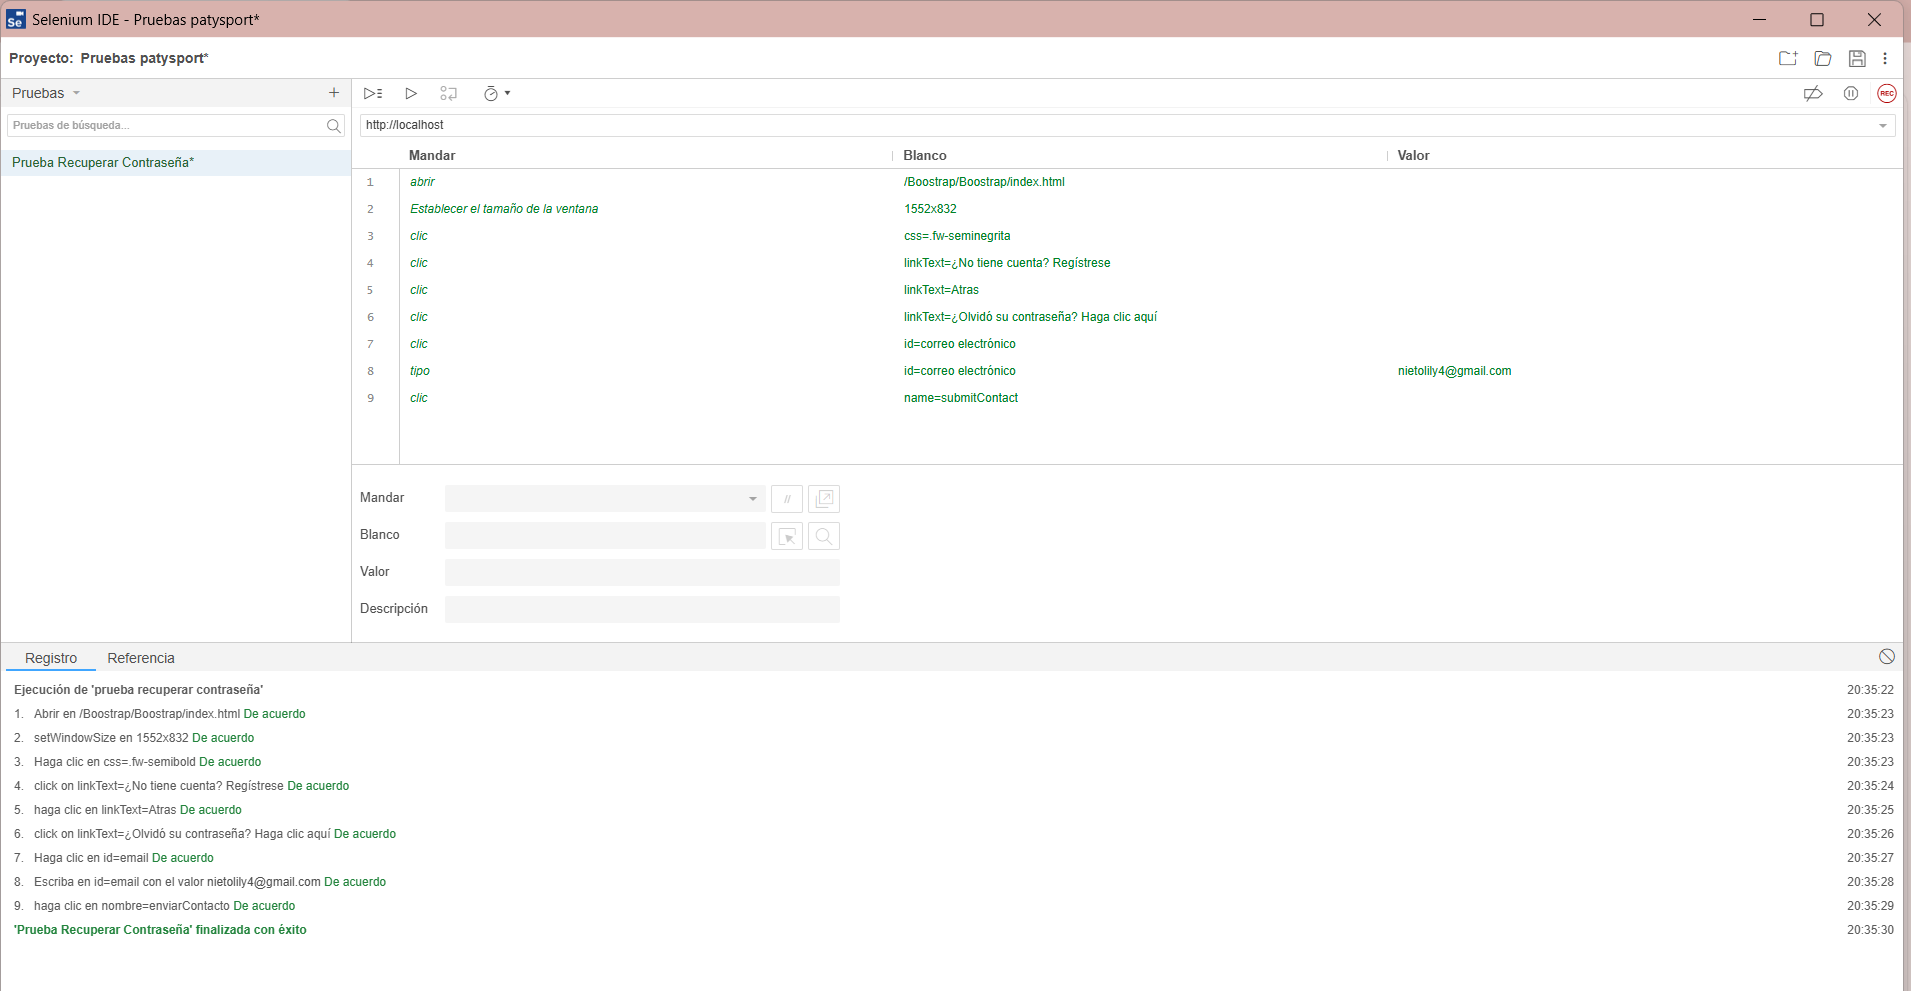 Selenium IDE - Pruebas patysport*
Proyecto: Pruebas patysport*
Pruebas
Pruebas de búsqueda...
Prueba Recuperar Contraseña*
REC
http://localhost
Mandar Blanco Valor
1 abrir /Boostrap/Boostrap/index.html
2 Establecer el tamaño de la ventana 1552x832
3 clic css=.fw-seminegrita
4 clic linkText=¿No tiene cuenta? Regístrese
5 clic linkText=Atras
6 clic linkText=¿Olvidó su contraseña? Haga clic aquí
7 clic id=correo electrónico
8 tipo id=correo electrónico nietolily4@gmail.com
9 clic name=submitContact
Mandar //
Blanco
Valor
Descripción
Registro Referencia
Ejecución de 'prueba recuperar contraseña' 20:35:22
1. Abrir en /Boostrap/Boostrap/index.html De acuerdo 20:35:23
2. setWindowSize en 1552x832 De acuerdo 20:35:23
3. Haga clic en css=.fw-semibold De acuerdo 20:35:23
4. click on linkText=¿No tiene cuenta? Regístrese De acuerdo 20:35:24
5. haga clic en linkText=Atras De acuerdo 20:35:25
6. click on linkText=¿Olvidó su contraseña? Haga clic aquí De acuerdo 20:35:26
7. Haga clic en id=email De acuerdo 20:35:27
8. Escriba en id=email con el valor nietolily4@gmail.com De acuerdo 20:35:28
9. haga clic en nombre=enviarContacto De acuerdo 20:35:29
'Prueba Recuperar Contraseña' finalizada con éxito 20:35:30